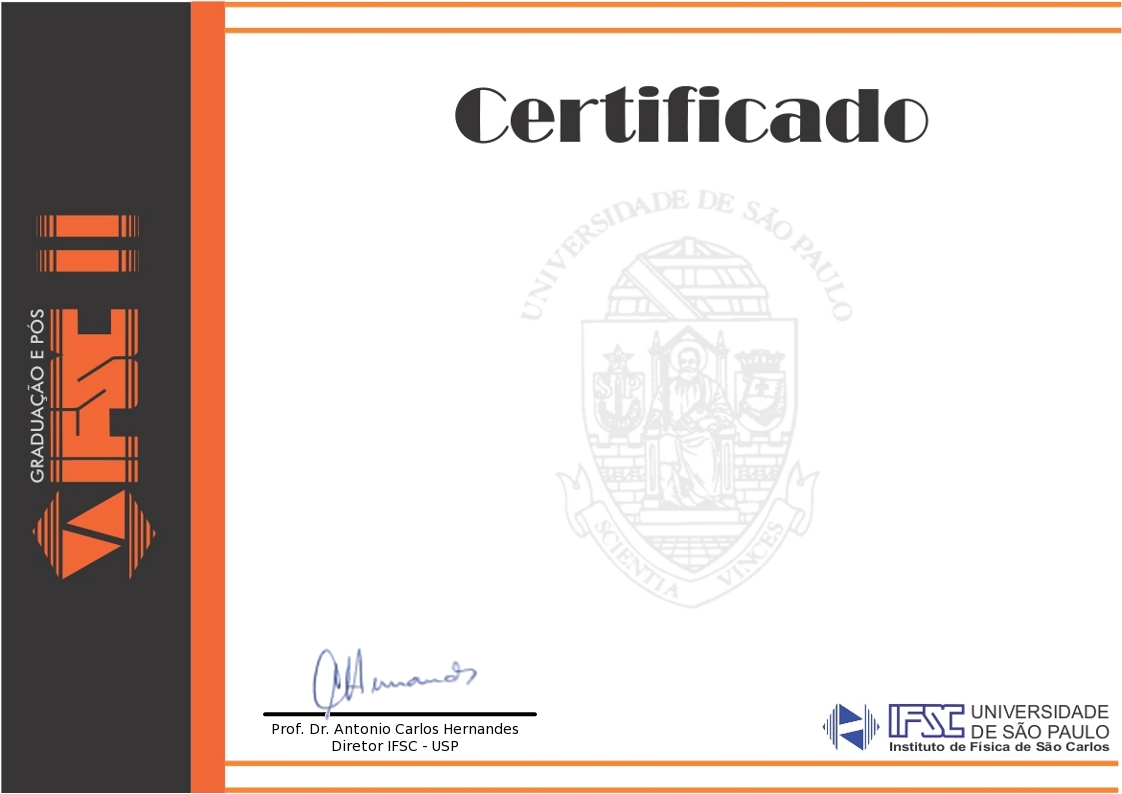 Certificado
UNIVERSIDADE DE SÃO PAULO
SP
SCIENTIA VINCES
GRADUAÇÃO E PÓS
IFSC
Prof. Dr. Antonio Carlos Hernandes
Diretor IFSC - USP
IFSC
UNIVERSIDADE
DE SÃO PAULO
Instituto de Física de São Carlos